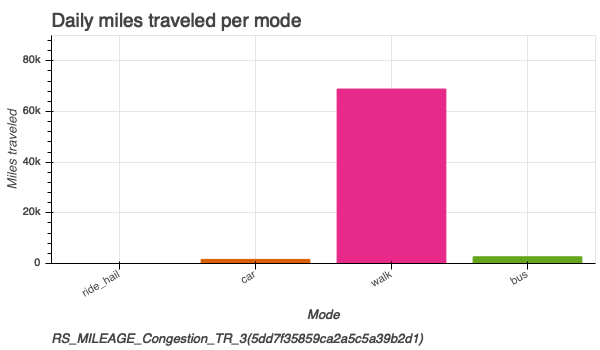 Daily miles traveled per mode
80k
60k
40k
20k
0
Miles traveled
ride_hail
car
walk
bus
Mode
RS_MILEAGE_Congestion_TR_3(5dd7f35859ca2a5c5a39b2d1)